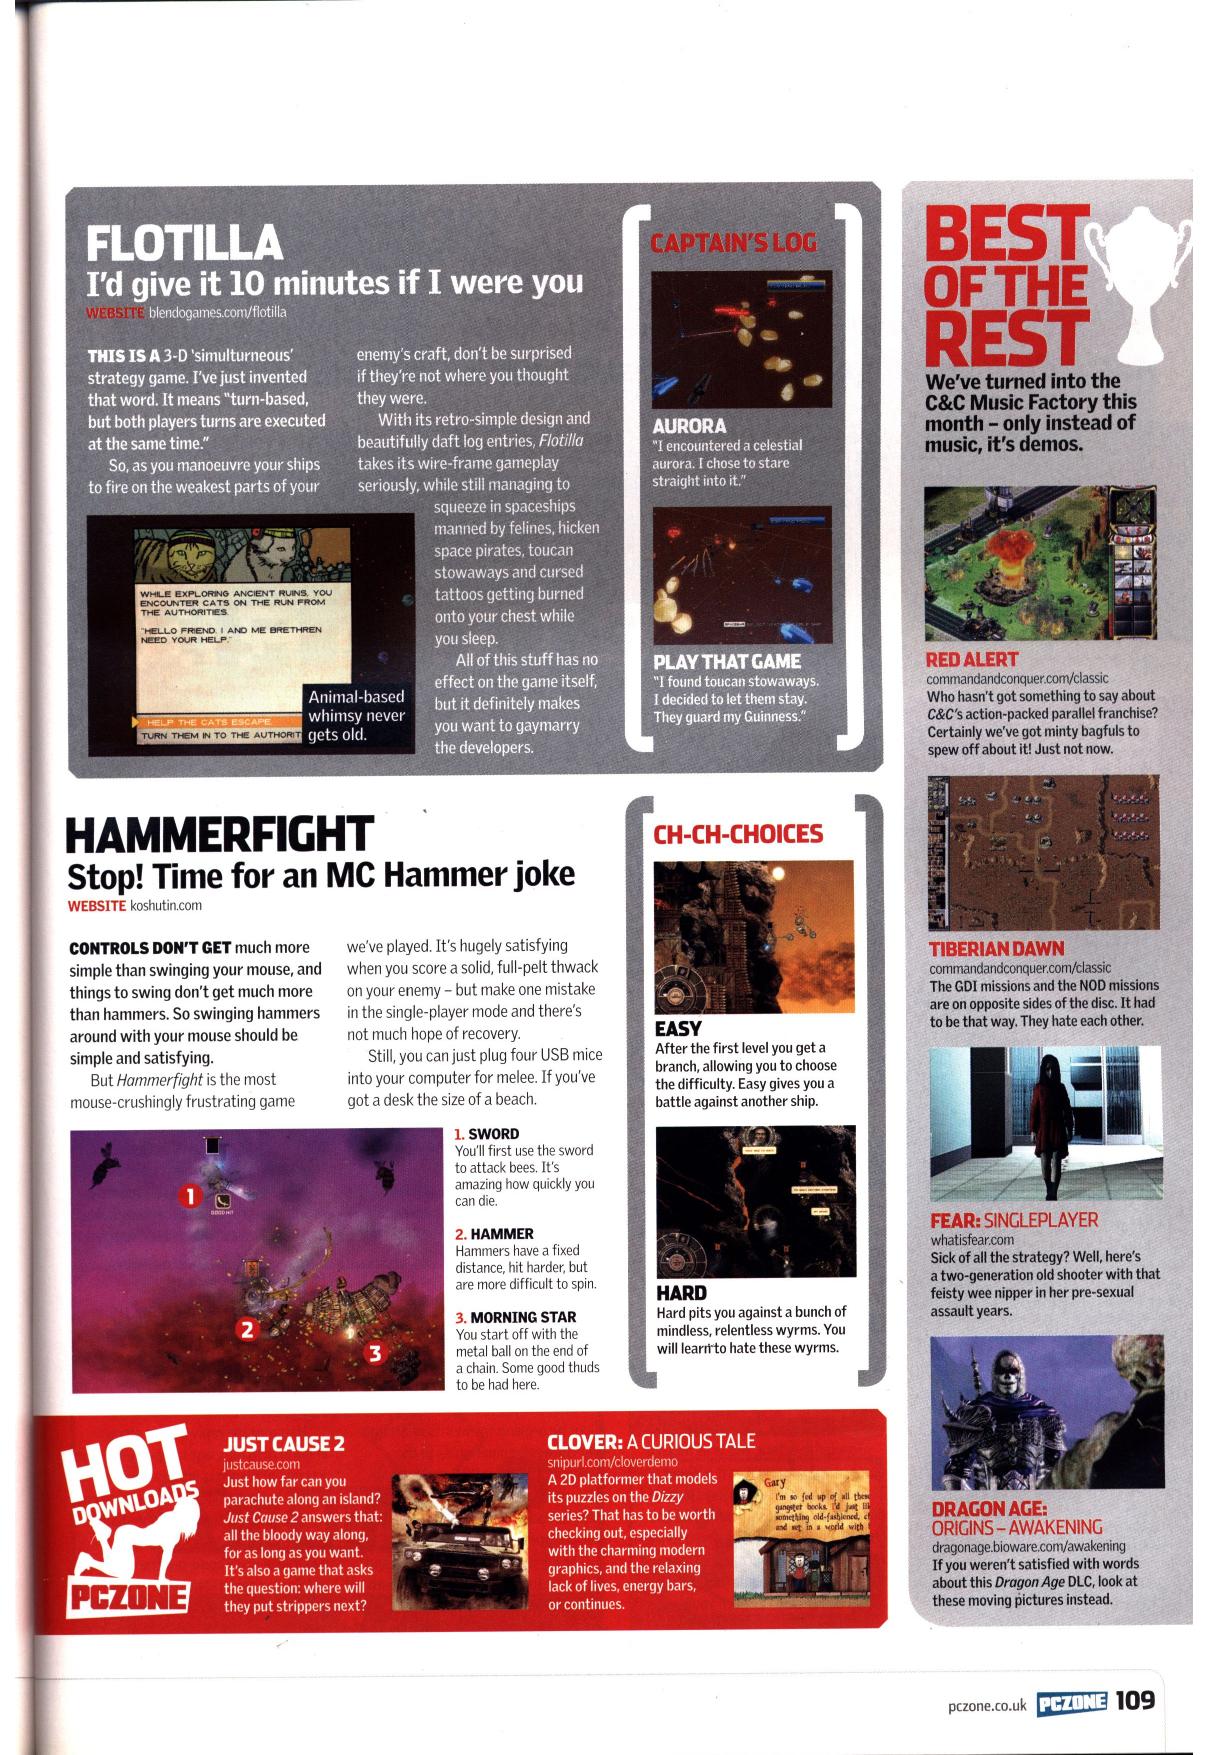 FLOTILLA
I'd give it 10 minutes if I were you
WEBSITE blendogames.com/flotilla
THIS IS A 3-D 'simulturneous'
strategy game. I've just invented
that word. It means "turn-based,
but both players turns are executed
at the same time."
So, as you manoeuvre your ships
to fire on the weakest parts of your
enemy's craft, don't be surprised
if they're not where you thought
they were.
With its retro-simple design and
beautifully daft log entries, Flotilla
takes its wire-frame gameplay
seriously, while still managing to
squeeze in spaceships
manned by felines, hicken
space pirates, toucan
stowaways and cursed
tattoos getting burned
onto your chest while
you sleep.
All of this stuff has no
effect on the game itself,
but it definitely makes
you want to gaymarry
the developers.
WHILE EXPLORING ANCIENT RUINS, YOU
ENCOUNTER CATS ON THE RUN FROM
THE AUTHORITIES.
"HELLO FRIEND. I AND ME BRETHREN
NEED YOUR HELP."
HELP THE CATS ESCAPE.
TURN THEM IN TO THE AUTHORIT
Animal-based
whimsy never
gets old.
CAPTAIN'S LOG
AURORA
"I encountered a celestial
aurora. I chose to stare
straight into it."
PLAY THAT GAME
"I found toucan stowaways.
I decided to let them stay.
They guard my Guinness."
HAMMERFIGHT
Stop! Time for an MC Hammer joke
WEBSITE koshutin.com
CONTROLS DON'T GET much more
simple than swinging your mouse, and
things to swing don't get much more
than hammers. So swinging hammers
around with your mouse should be
simple and satisfying.
But Hammerfight is the most
mouse-crushingly frustrating game
we've played. It's hugely satisfying
when you score a solid, full-pelt thwack
on your enemy – but make one mistake
in the single-player mode and there's
not much hope of recovery.
Still, you can just plug four USB mice
into your computer for melee. If you've
got a desk the size of a beach.
1
GOOD HIT
2
3
1. SWORD
You'll first use the sword
to attack bees. It's
amazing how quickly you
can die.
2. HAMMER
Hammers have a fixed
distance, hit harder, but
are more difficult to spin.
3. MORNING STAR
You start off with the
metal ball on the end of
a chain. Some good thuds
to be had here.
CH-CH-CHOICES
EASY
After the first level you get a
branch, allowing you to choose
the difficulty. Easy gives you a
battle against another ship.
HARD
Hard pits you against a bunch of
mindless, relentless wyrms. You
will learn to hate these wyrms.
HOT
DOWNLOADS
PCZONE
JUST CAUSE 2
justcause.com
Just how far can you
parachute along an island?
Just Cause 2 answers that:
all the bloody way along,
for as long as you want.
It's also a game that asks
the question: where will
they put strippers next?
CLOVER: A CURIOUS TALE
snipurl.com/cloverdemo
A 2D platformer that models
its puzzles on the Dizzy
series? That has to be worth
checking out, especially
with the charming modern
graphics, and the relaxing
lack of lives, energy bars,
or continues.
Gary
I'm so fed up of all these
gangster books. I'd just lik
something old-fashioned, cl
and set in a world with
BEST
OF THE
REST
We've turned into the
C&C Music Factory this
month – only instead of
music, it's demos.
RED ALERT
commandandconquer.com/classic
Who hasn't got something to say about
C&C's action-packed parallel franchise?
Certainly we've got minty bagfuls to
spew off about it! Just not now.
TIBERIAN DAWN
commandandconquer.com/classic
The GDI missions and the NOD missions
are on opposite sides of the disc. It had
to be that way. They hate each other.
FEAR: SINGLEPLAYER
whatisfear.com
Sick of all the strategy? Well, here's
a two-generation old shooter with that
feisty wee nipper in her pre-sexual
assault years.
DRAGON AGE:
ORIGINS – AWAKENING
dragonage.bioware.com/awakening
If you weren't satisfied with words
about this Dragon Age DLC, look at
these moving pictures instead.
pczone.co.uk PCZONE 109